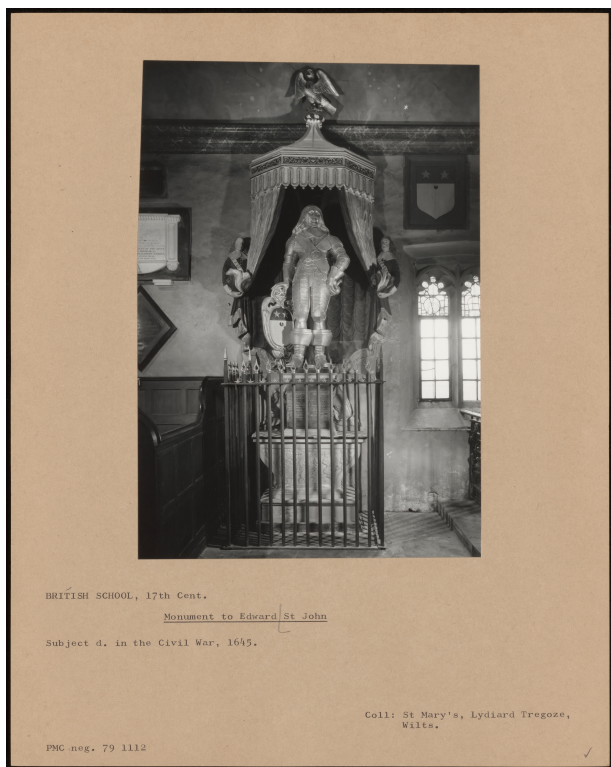 BRITISH SCHOOL, 17th Cent.
Monument to Edward St John
Subject d. in the Civil War, 1645.
Coll: St Mary's, Lydiard Tregoze,
Wilts.
PMC neg. 79 1112